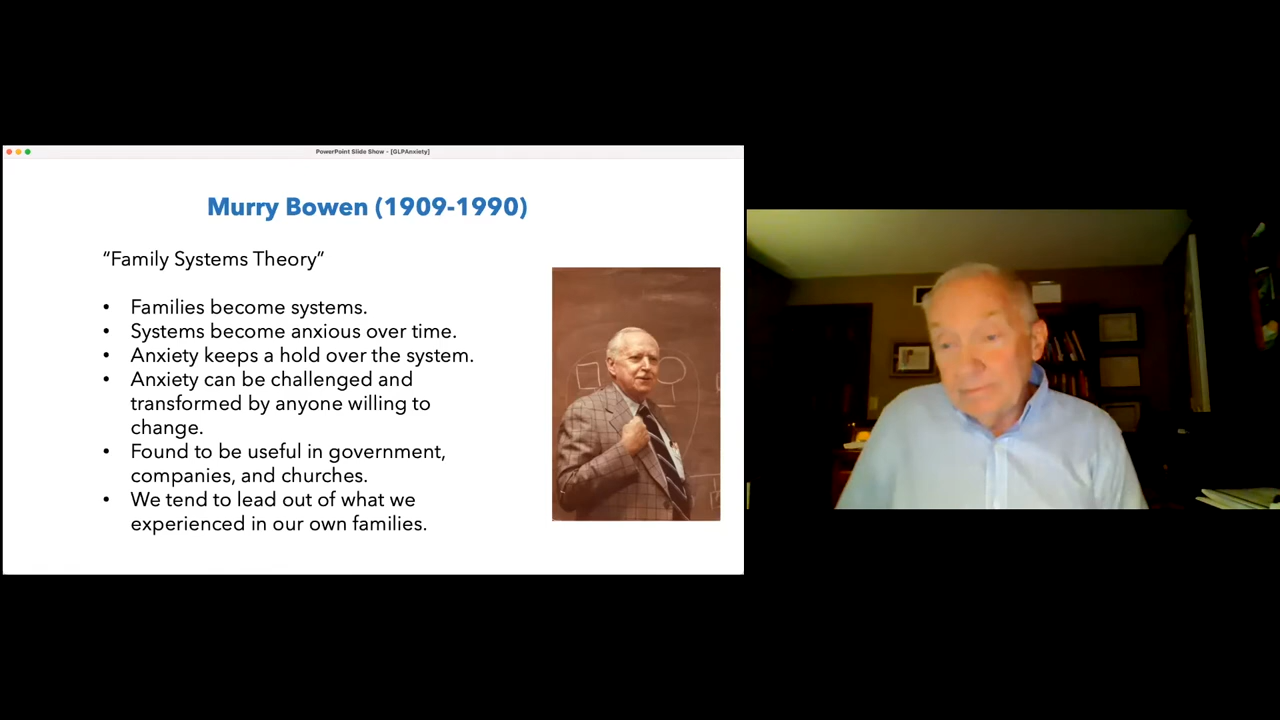 PowerPoint Slide Show - [GLPAnxiety]
Murry Bowen (1909-1990)
“Family Systems Theory”
• Families become systems.
• Systems become anxious over time.
• Anxiety keeps a hold over the system.
• Anxiety can be challenged and
transformed by anyone willing to
change.
• Found to be useful in government,
companies, and churches.
• We tend to lead out of what we
experienced in our own families.